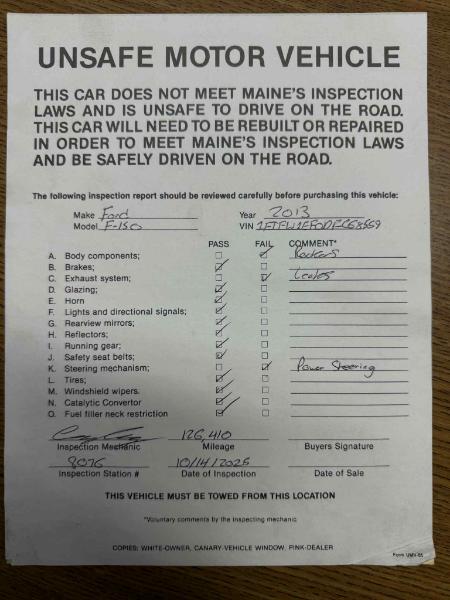 UNSAFE MOTOR VEHICLE
THIS CAR DOES NOT MEET MAINE'S INSPECTION
LAWS AND IS UNSAFE TO DRIVE ON THE ROAD.
THIS CAR WILL NEED TO BE REBUILT OR REPAIRED
IN ORDER TO MEET MAINE'S INSPECTION LAWS
AND BE SAFELY DRIVEN ON THE ROAD.
The following inspection report should be reviewed carefully before purchasing this vehicle:
Make Ford Year 2013
Model F-150 VIN
PASS FAIL COMMENT*
A. Body components; Rockers
B. Brakes;
C. Exhaust system; Leaks
D. Glazing;
E. Horn
F. Lights and directional signals;
G. Rearview mirrors;
H. Reflectors;
I. Running gear;
J. Safety seat belts;
K. Steering mechanism; Power Steering
L. Tires;
M. Windshield wipers.
N. Catalytic Convertor
O. Fuel filler neck restriction
126,410
Inspection Mechanic Mileage Buyers Signature
8076 10/14/2025
Inspection Station # Date of Inspection Date of Sale
THIS VEHICLE MUST BE TOWED FROM THIS LOCATION
*Voluntary comments by the inspecting mechanic
COPIES: WHITE-OWNER, CANARY-VEHICLE WINDOW, PINK-DEALER